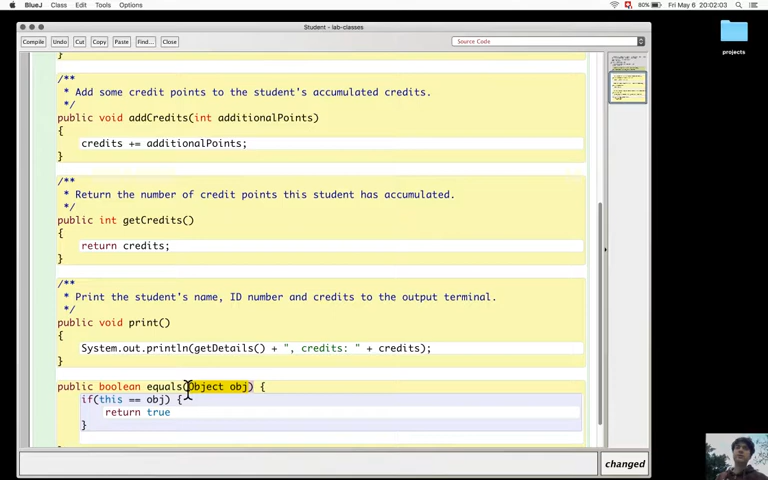 BlueJ Class Edit Tools Options
80% Fri May 6 20:02:03
Student - lab-classes
Compile Undo Cut Copy Paste Find... Close
Source Code
projects
}
/**
* Add some credit points to the student's accumulated credits.
*/
public void addCredits(int additionalPoints)
{
credits += additionalPoints;
}
/**
* Return the number of credit points this student has accumulated.
*/
public int getCredits()
{
return credits;
}
/**
* Print the student's name, ID number and credits to the output terminal.
*/
public void print()
{
System.out.println(getDetails() + ", credits: " + credits);
}
public boolean equals(Object obj) {
if(this == obj) {
return true
}
changed